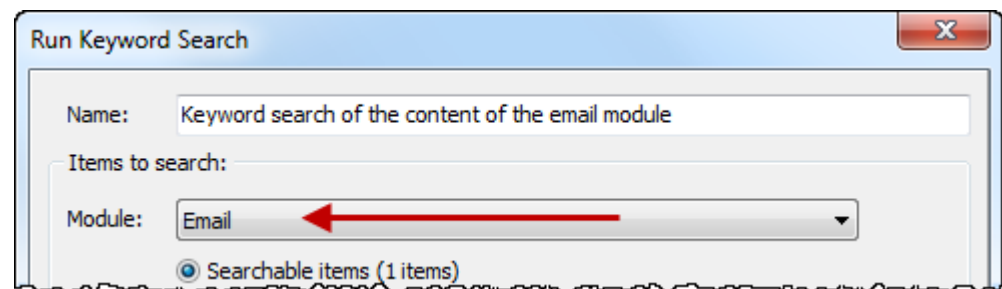 Run Keyword Search
Name: Keyword search of the content of the email module
Items to search:
Module: Email
Searchable items (1 items)